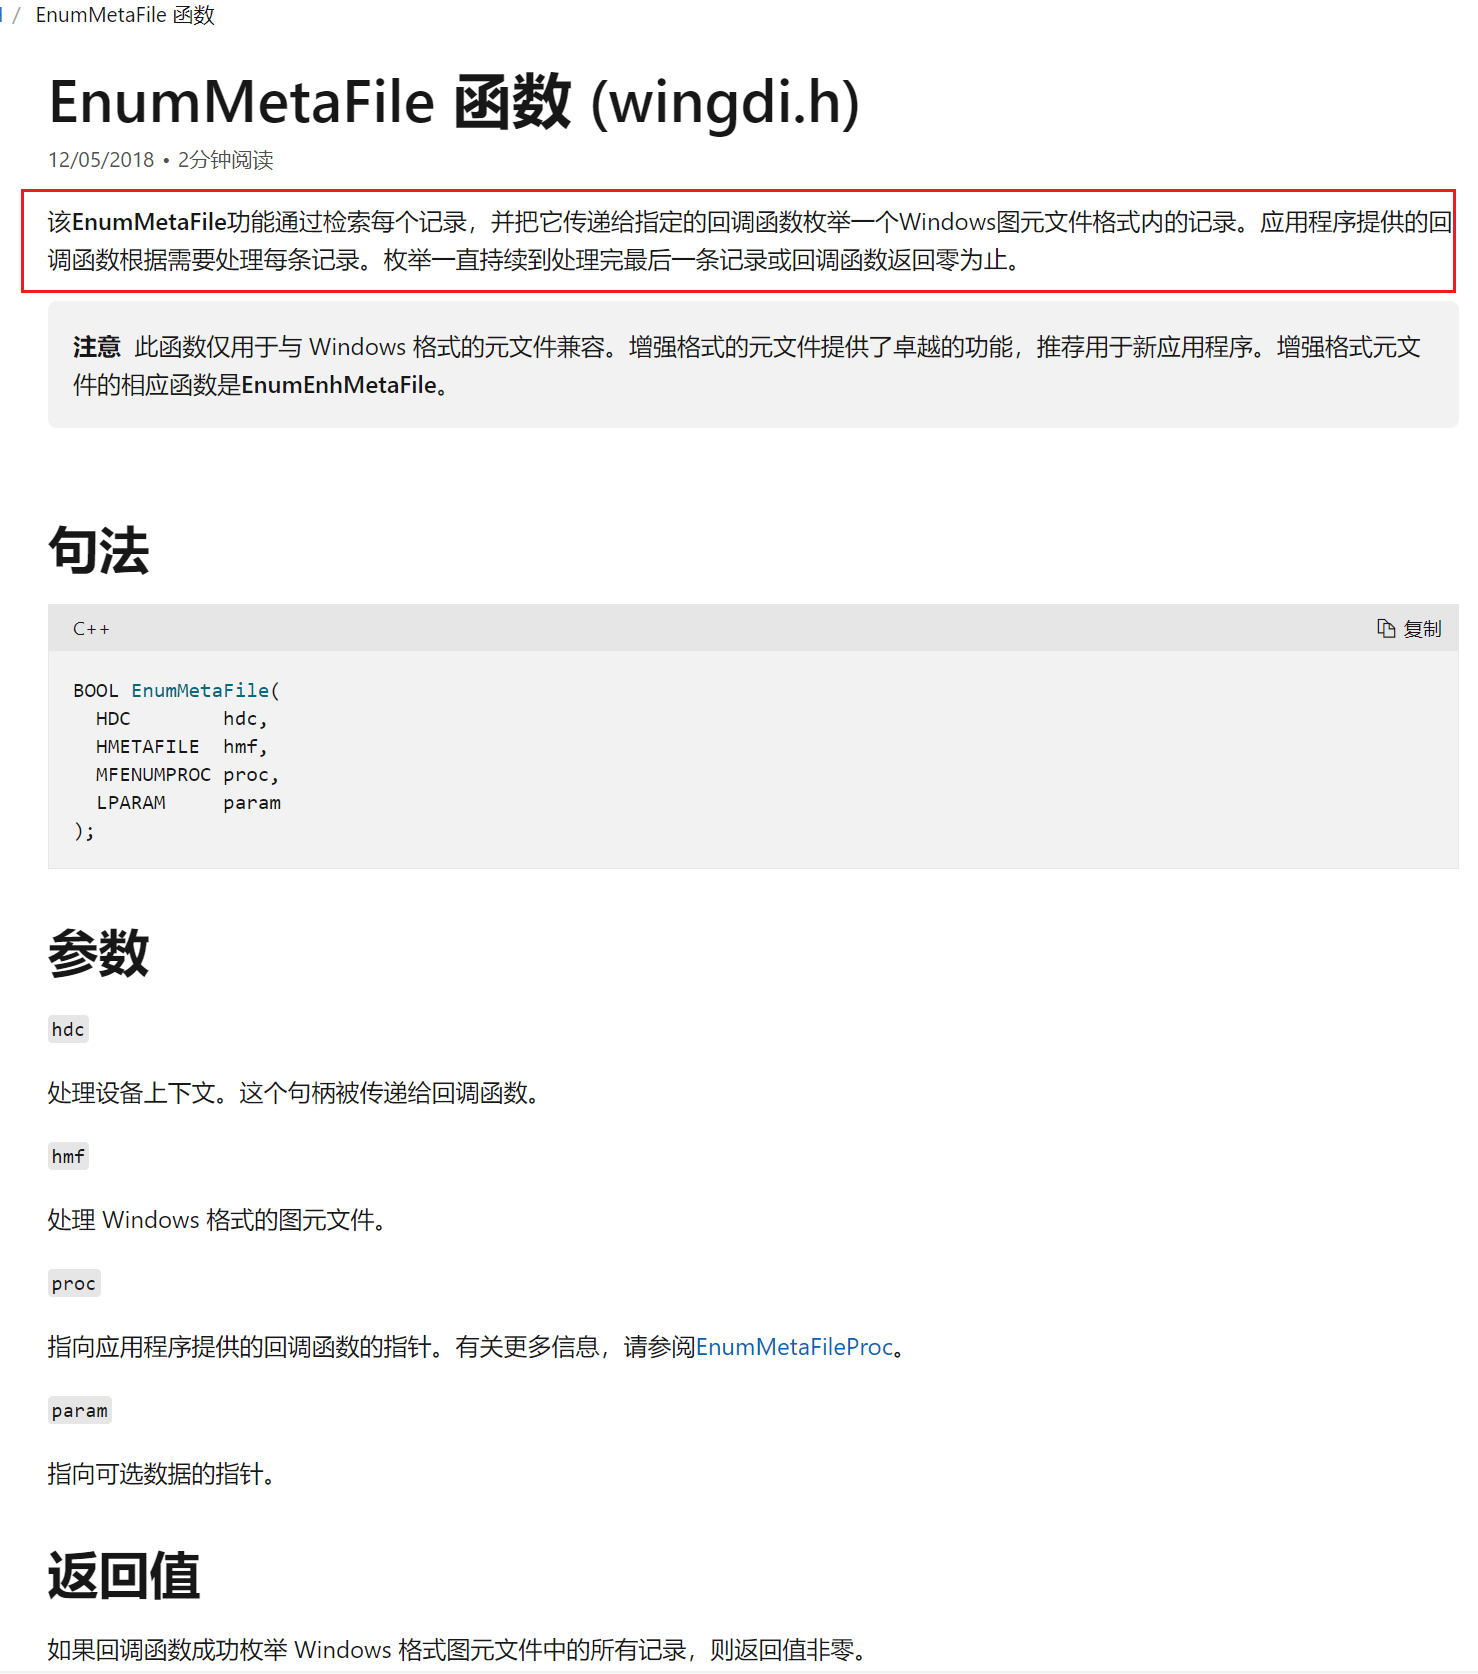 / EnumMetaFile 函数
EnumMetaFile 函数 (wingdi.h)
12/05/2018 • 2分钟阅读
该EnumMetaFile功能通过检索每个记录，并把它传递给指定的回调函数枚举一个Windows图元文件格式内的记录。应用程序提供的回
调函数根据需要处理每条记录。枚举一直持续到处理完最后一条记录或回调函数返回零为止。
注意 此函数仅用于与 Windows 格式的元文件兼容。增强格式的元文件提供了卓越的功能，推荐用于新应用程序。增强格式元文
件的相应函数是EnumEnhMetaFile。
句法
C++ 复制
BOOL EnumMetaFile(
  HDC        hdc,
  HMETAFILE  hmf,
  MFENUMPROC proc,
  LPARAM     param
);
参数
hdc
处理设备上下文。这个句柄被传递给回调函数。
hmf
处理 Windows 格式的图元文件。
proc
指向应用程序提供的回调函数的指针。有关更多信息，请参阅EnumMetaFileProc。
param
指向可选数据的指针。
返回值
如果回调函数成功枚举 Windows 格式图元文件中的所有记录，则返回值非零。